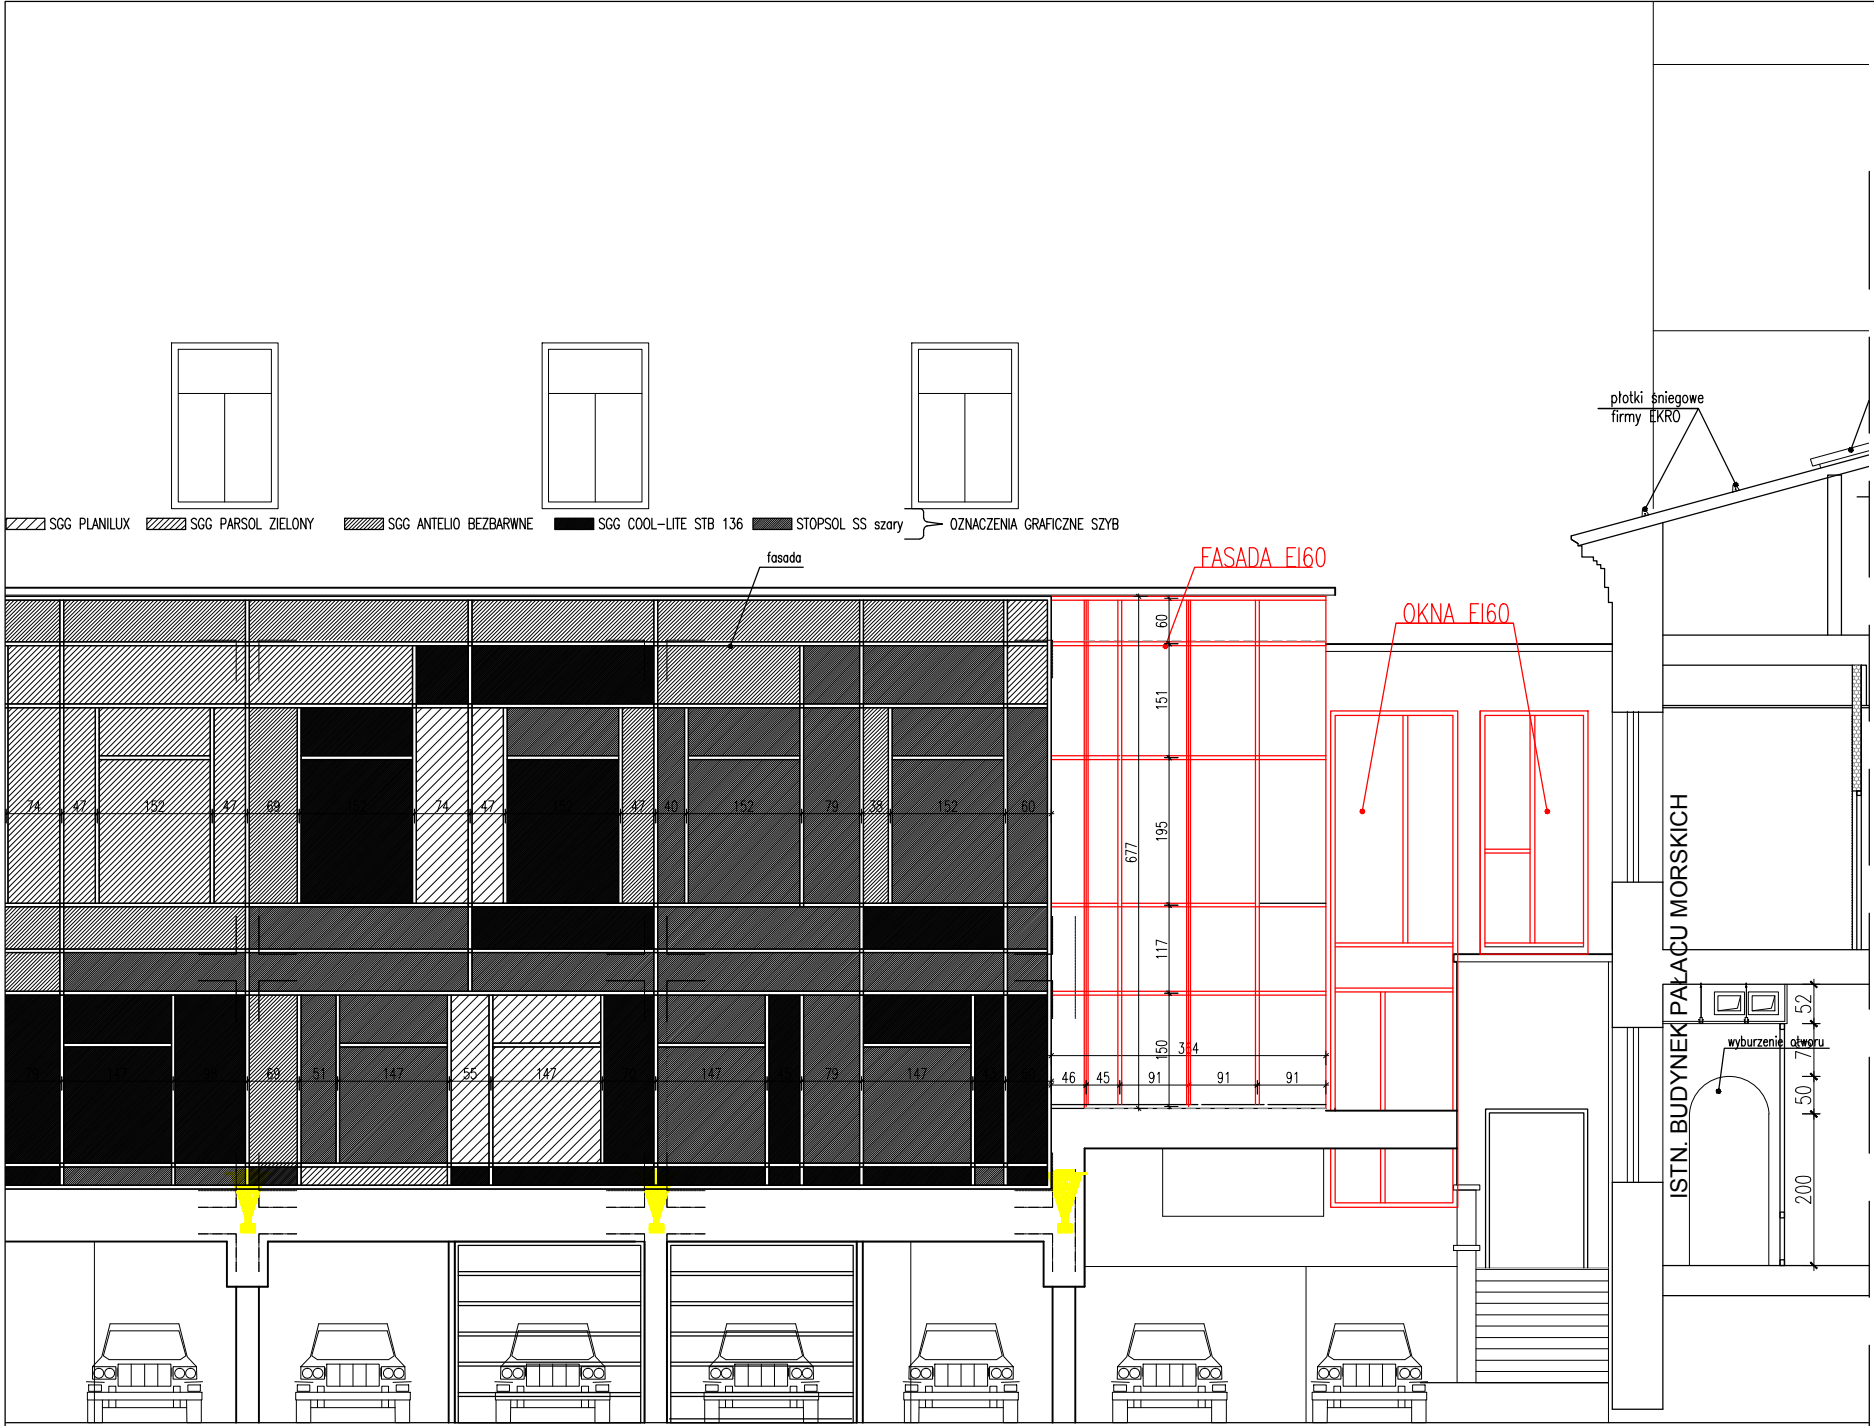 płotki śniegowe
firmy EKRO
SGG PLANILUX SGG PARSOL ZIELONY SGG ANTELIO BEZBARWNE SGG COOL-LITE STB 136 STOPSOL SS szary OZNACZENIA GRAFICZNE SZYB
fasada
FASADA EI60
OKNA EI60
60
151
195
677
117
150
74 47 152 47 69 152 74 47 152 47 40 152 79 38 152 60
147 69 51 147 55 147 147 79 147
46 45 91 91 91
ISTN. BUDYNEK PAŁACU MORSKICH
wyburzenie otworu
52
50
200